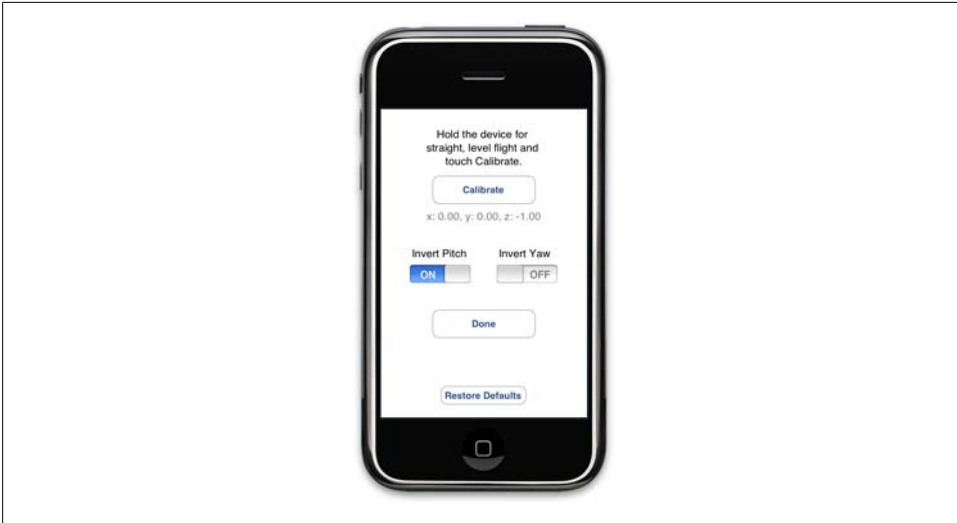 Hold the device for
straight, level flight and
touch Calibrate.
Calibrate
x: 0.00, y: 0.00, z: -1.00
Invert Pitch Invert Yaw
ON OFF
Done
Restore Defaults